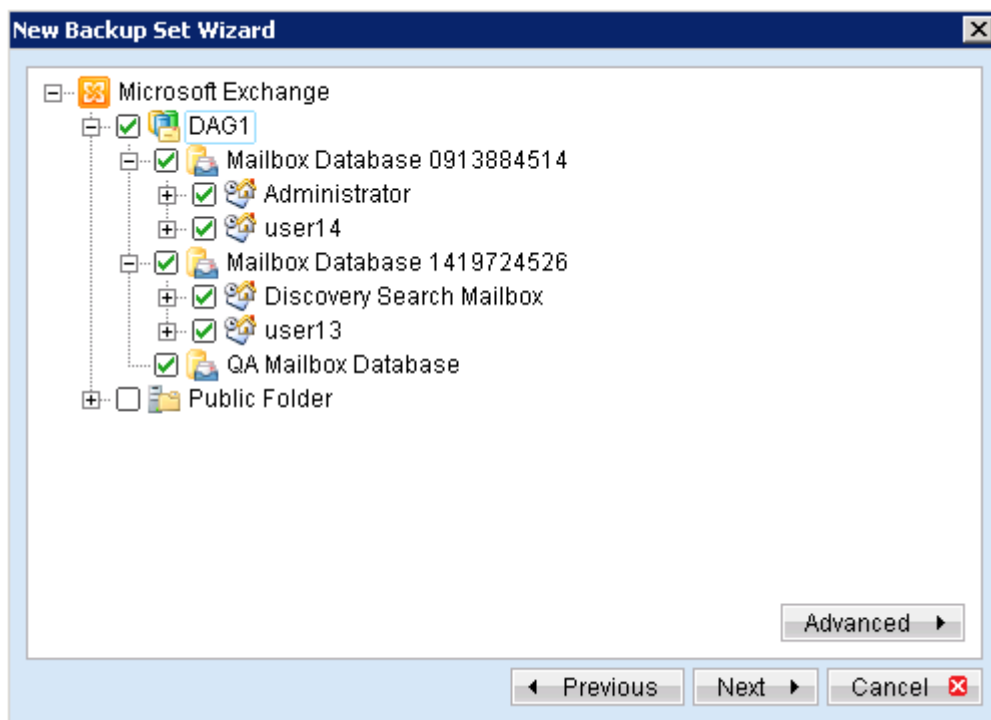 New Backup Set Wizard
Microsoft Exchange
DAG1
Mailbox Database 0913884514
Administrator
user14
Mailbox Database 1419724526
Discovery Search Mailbox
user13
QA Mailbox Database
Public Folder
Advanced
Previous Next Cancel